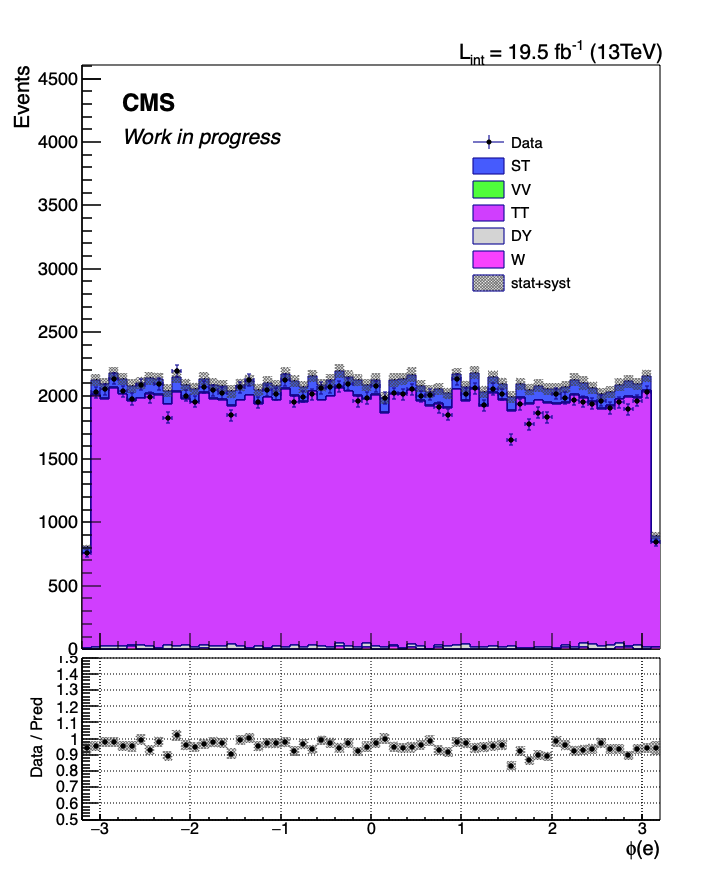 L_int = 19.5 fb^-1 (13TeV)
Events
4500
4000
3500
3000
2500
2000
1500
1000
500
0
CMS
Work in progress
Data
ST
VV
TT
DY
W
stat+syst
Data / Pred
1.5
1.4
1.3
1.2
1.1
1
0.9
0.8
0.7
0.6
0.5
−3 −2 −1 0 1 2 3
ϕ(e)